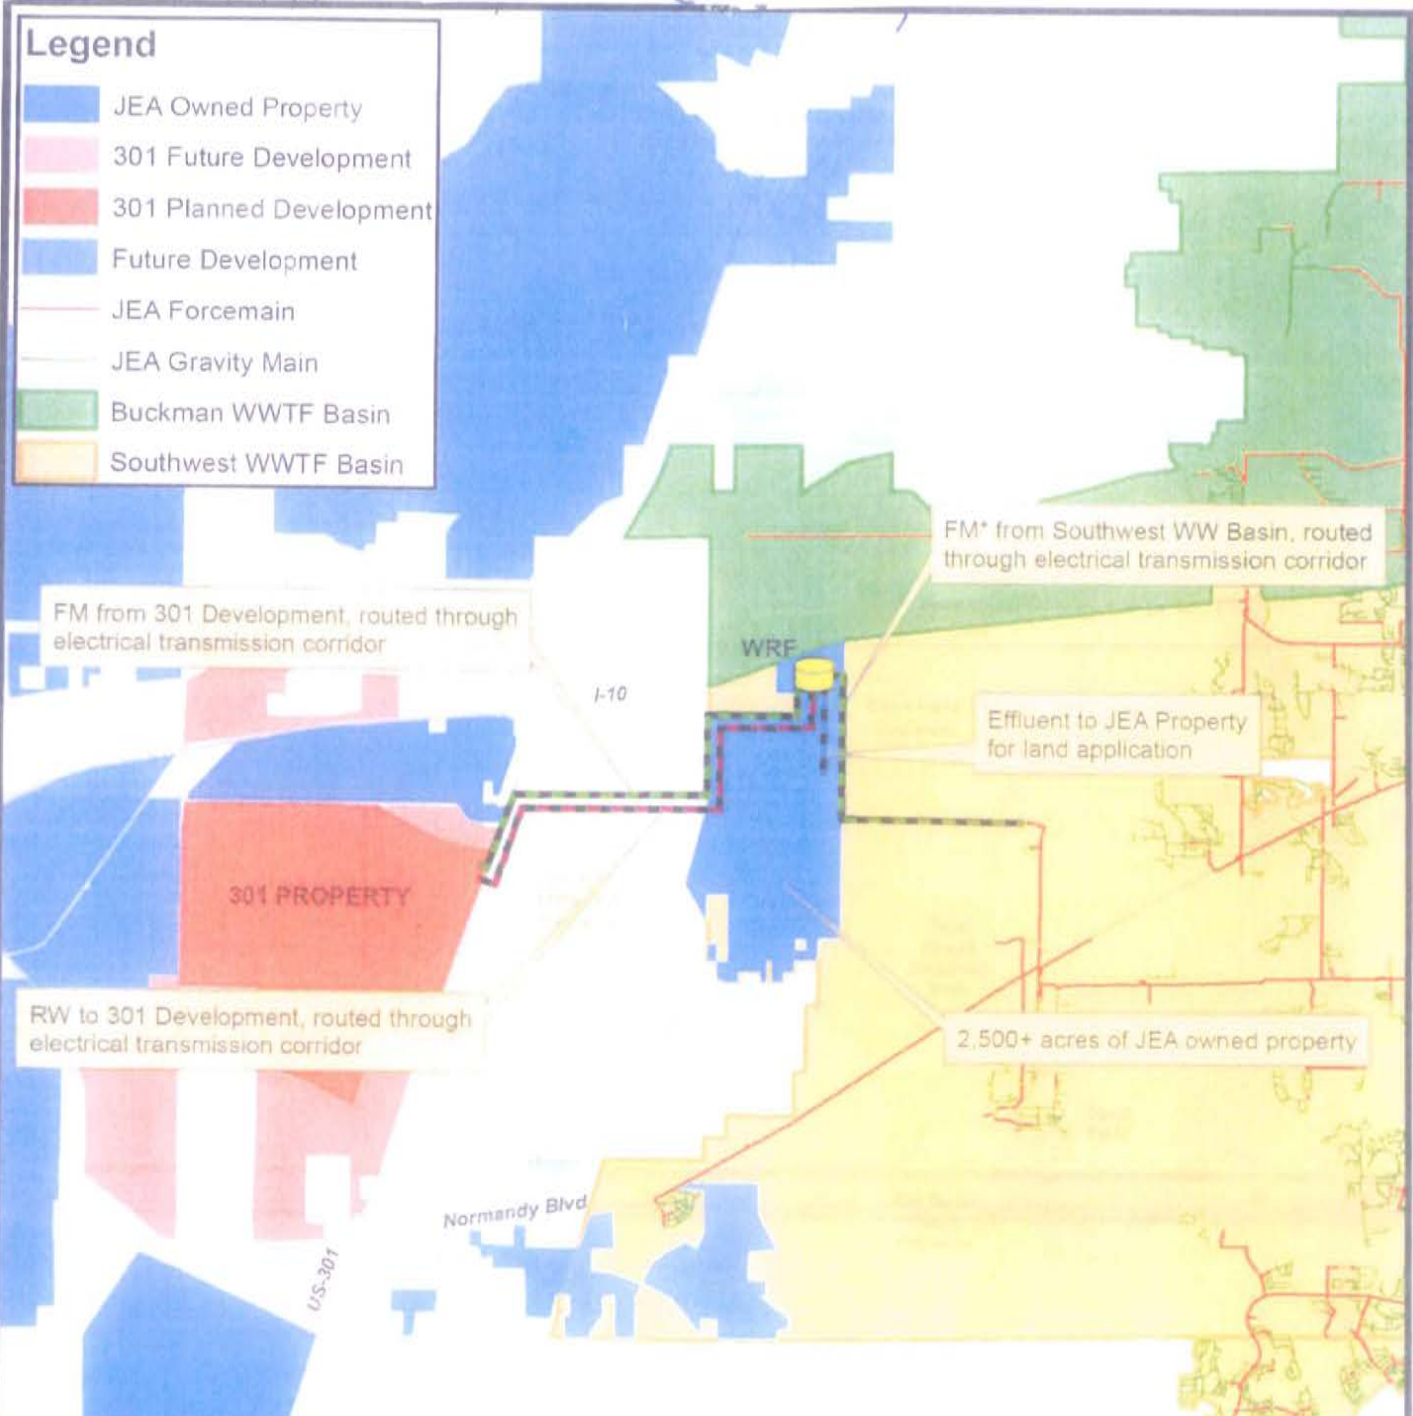 Legend
JEA Owned Property
301 Future Development
301 Planned Development
Future Development
JEA Forcemain
JEA Gravity Main
Buckman WWTF Basin
Southwest WWTF Basin
FM* from Southwest WW Basin, routed
through electrical transmission corridor
FM from 301 Development, routed through
electrical transmission corridor
WRF
I-10
Effluent to JEA Property
for land application
301 PROPERTY
RW to 301 Development, routed through
electrical transmission corridor
2,500+ acres of JEA owned property
Normandy Blvd
US-301